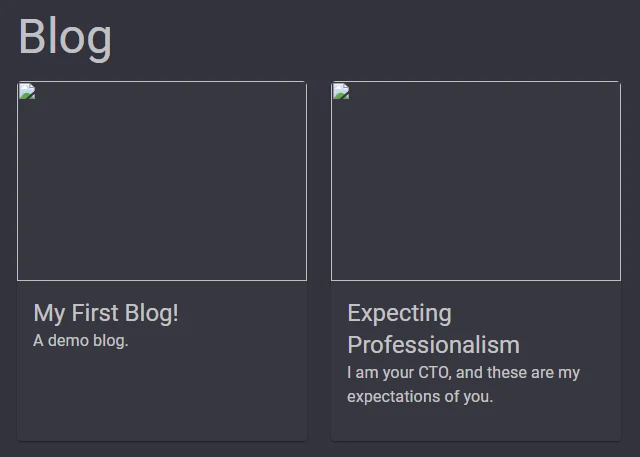 Blog
My First Blog!
A demo blog.
Expecting
Professionalism
I am your CTO, and these are my
expectations of you.